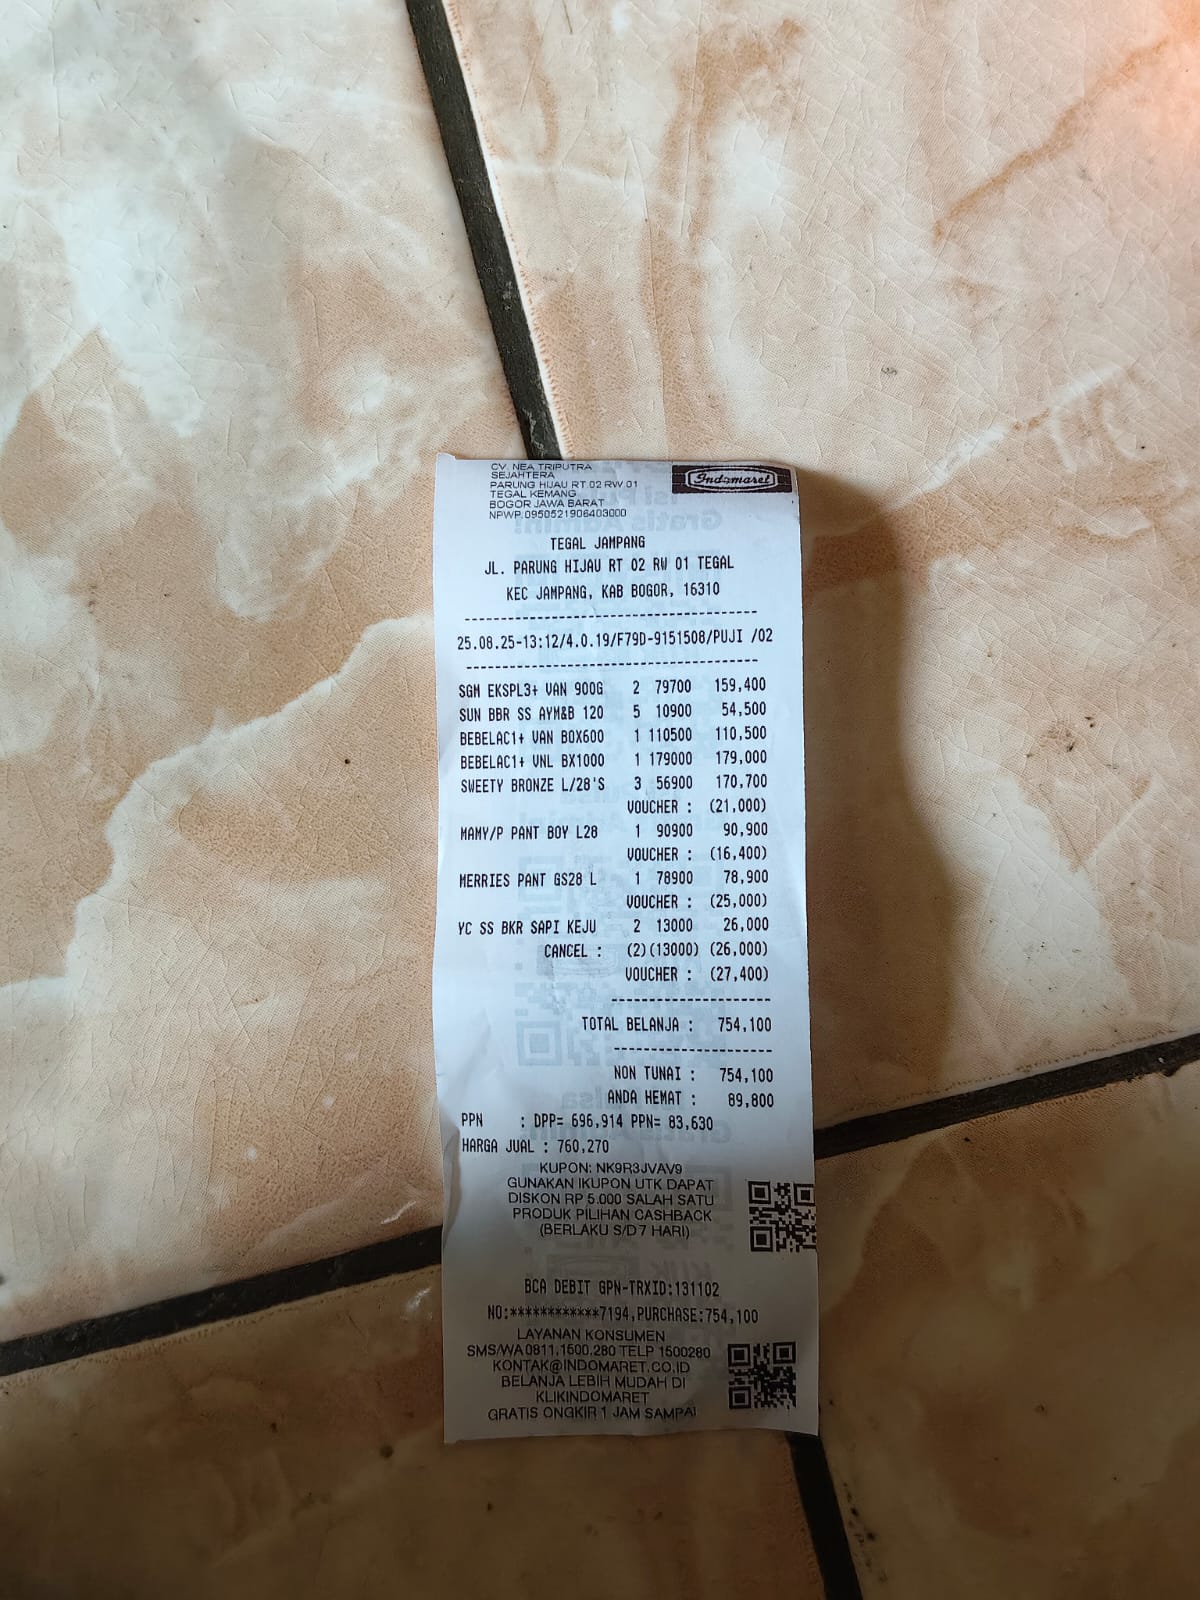 CV. NEA TRIPUTRA
SEJAHTERA
PARUNG HIJAU RT.02 RW.01
TEGAL KEMANG
BOGOR JAWA BARAT
NPWP.0950521906403000
Indomaret
TEGAL JAMPANG
JL. PARUNG HIJAU RT 02 RW 01 TEGAL
KEC JAMPANG, KAB BOGOR, 16310
25.08.25-13:12/4.0.19/F79D-9151508/PUJI /02
SGM EKSPL3+ VAN 900G 2 79700 159,400
SUN BBR SS AYM&B 120 5 10900 54,500
BEBELAC1+ VAN BOX600 1 110500 110,500
BEBELAC1+ VNL BX1000 1 179000 179,000
SWEETY BRONZE L/28'S 3 56900 170,700
VOUCHER : (21,000)
MAMY/P PANT BOY L28 1 90900 90,900
VOUCHER : (16,400)
MERRIES PANT GS28 L 1 78900 78,900
VOUCHER : (25,000)
YC SS BKR SAPI KEJU 2 13000 26,000
CANCEL : (2)(13000) (26,000)
VOUCHER : (27,400)
TOTAL BELANJA : 754,100
NON TUNAI : 754,100
ANDA HEMAT : 89,800
PPN : DPP= 696,914 PPN= 83,630
HARGA JUAL : 760,270
KUPON: NK9R3JVAV9
GUNAKAN IKUPON UTK DAPAT
DISKON RP 5.000 SALAH SATU
PRODUK PILIHAN CASHBACK
(BERLAKU S/D 7 HARI)
BCA DEBIT GPN-TRXID:131102
NO:************7194,PURCHASE:754,100
LAYANAN KONSUMEN
SMS/WA 0811.1500.280 TELP 1500280
KONTAK@INDOMARET.CO.ID
BELANJA LEBIH MUDAH DI
KLIKINDOMARET
GRATIS ONGKIR 1 JAM SAMPAI